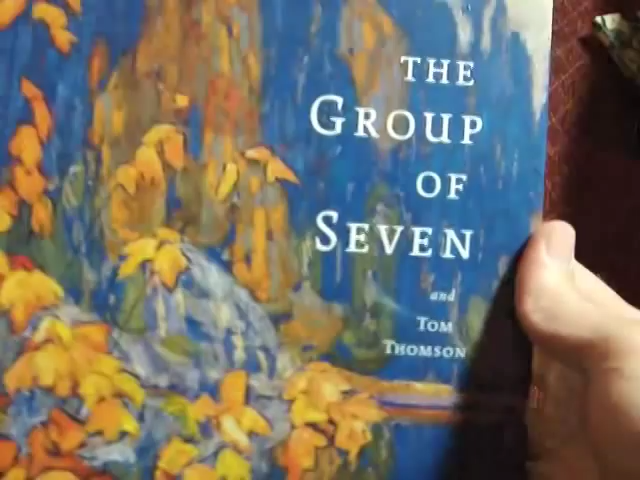 THE
GROUP
OF
SEVEN
and
TOM
THOMSON